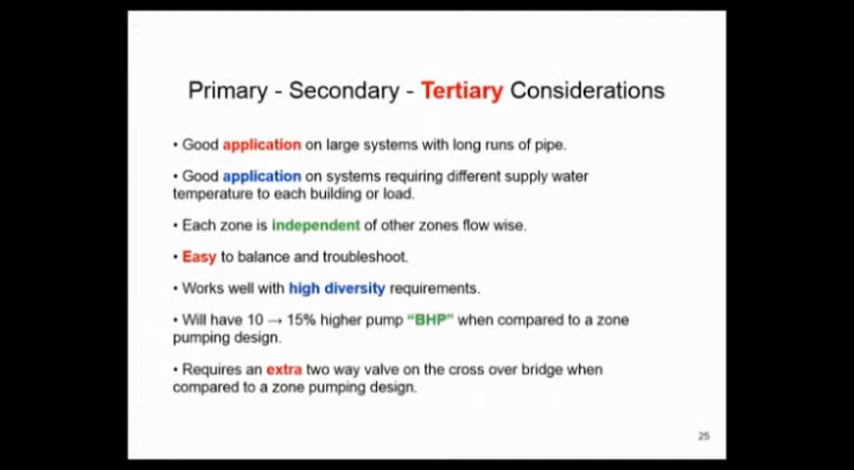 Primary - Secondary - Tertiary Considerations
• Good application on large systems with long runs of pipe.
• Good application on systems requiring different supply water
temperature to each building or load.
• Each zone is independent of other zones flow wise.
• Easy to balance and troubleshoot.
• Works well with high diversity requirements.
• Will have 10 → 15% higher pump “BHP” when compared to a zone
pumping design.
• Requires an extra two way valve on the cross over bridge when
compared to a zone pumping design.
25